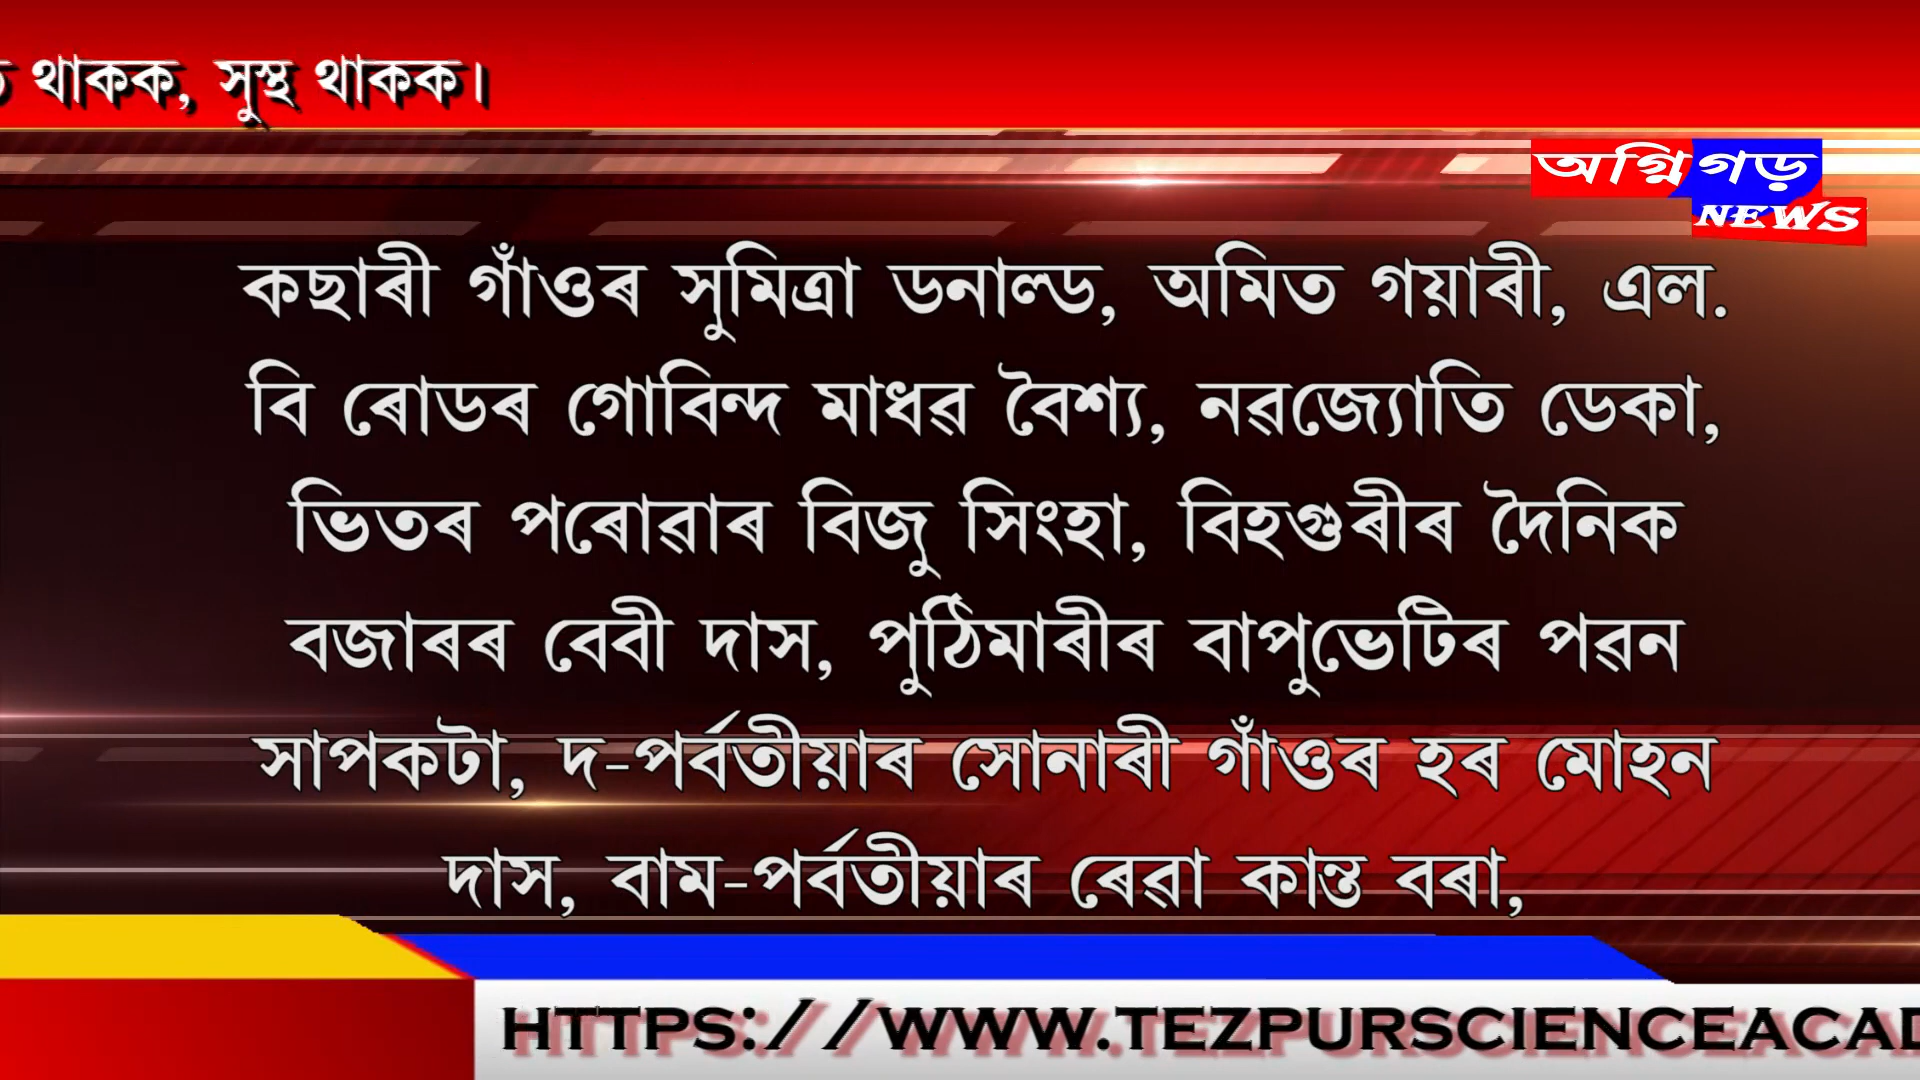 থাকক, সুস্থ থাকক।
অগ্নিগড়
NEWS
কছাৰী গাঁওৰ সুমিত্ৰা ডনাল্ড, অমিত গয়াৰী, এল.
বি ৰোডৰ গোবিন্দ মাধৱ বৈশ্য, নৱজ্যোতি ডেকা,
ভিতৰ পৰোৱাৰ বিজু সিংহা, বিহগুৰীৰ দৈনিক
বজাৰৰ বেবী দাস, পুঠিমাৰীৰ বাপুভেটিৰ পৱন
সাপকটা, দ-পৰ্বতীয়াৰ সোনাৰী গাঁওৰ হৰ মোহন
দাস, বাম-পৰ্বতীয়াৰ ৰেৱা কান্ত বৰা,
HTTPS://WWW.TEZPURSCIENCEACAD